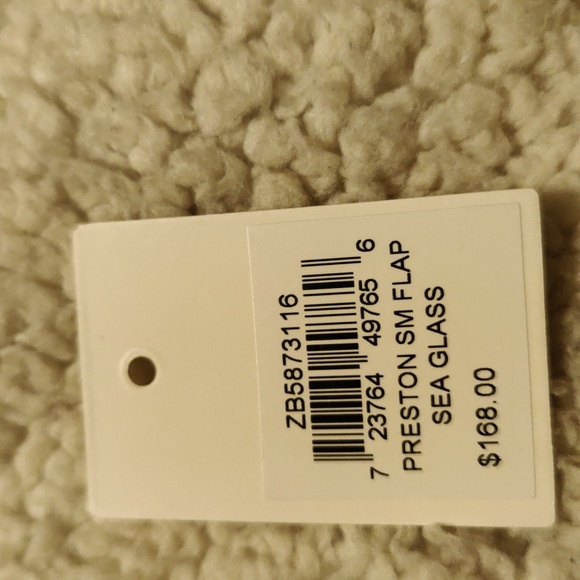 ZB5873116
7 23764 49765 6
PRESTON SM FLAP
SEA GLASS
$168.00